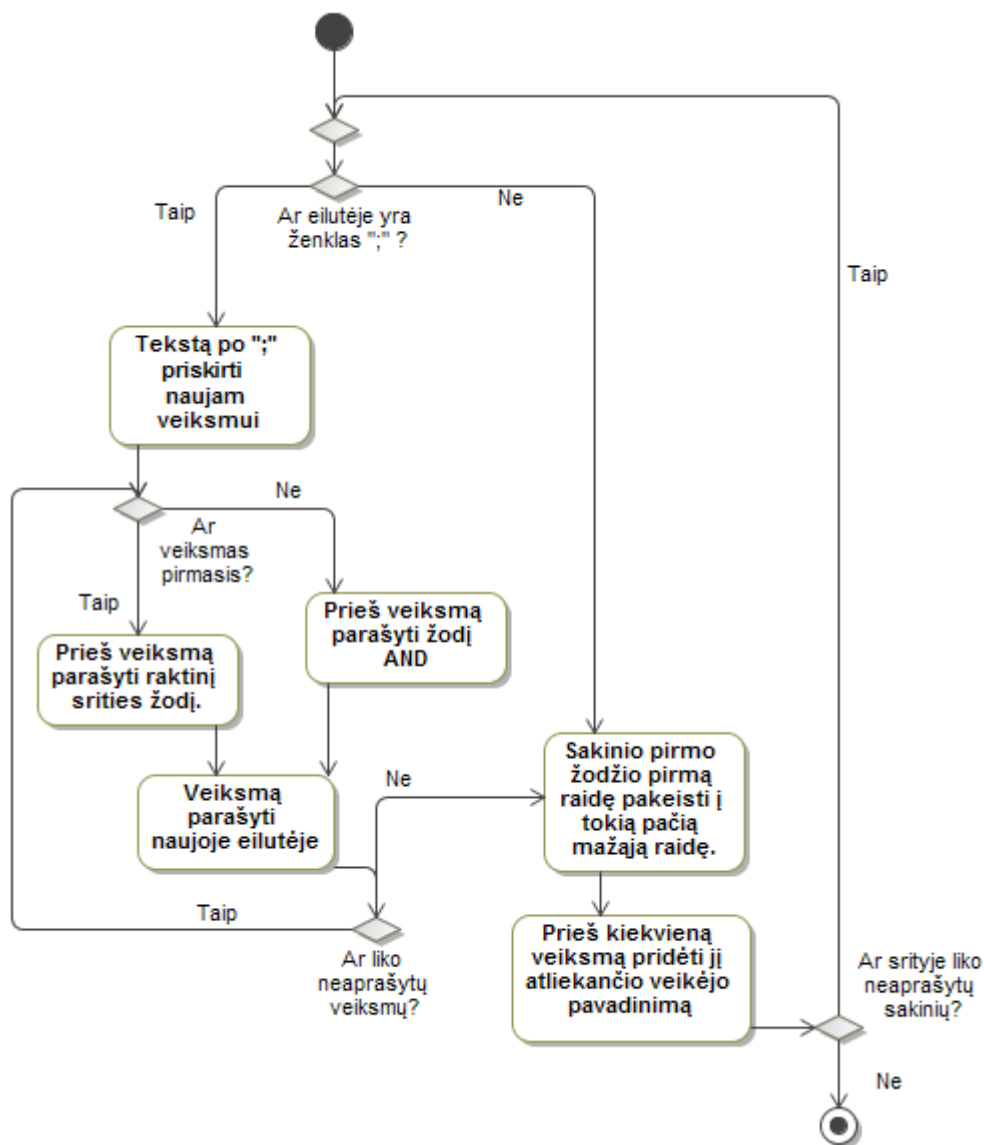 Taip
Ar eilutėje yra
ženklas ";" ?
Ne
Taip
Tekstą po ";"
priskirti
naujam
veiksmui
Ne
Ar
veiksmas
pirmasis?
Taip
Prieš veiksmą
parašyti žodį
AND
Prieš veiksmą
parašyti raktinį
srities žodį.
Veiksmą
parašyti
naujoje eilutėje
Ne
Sakinio pirmo
žodžio pirmą
raidę pakeisti į
tokią pačią
mažąją raidę.
Taip
Ar liko
neaprašytų
veiksmų?
Prieš kiekvieną
veiksmą pridėti jį
atliekančio veikėjo
pavadinimą
Ar srityje liko
neaprašytų
sakinių?
Ne